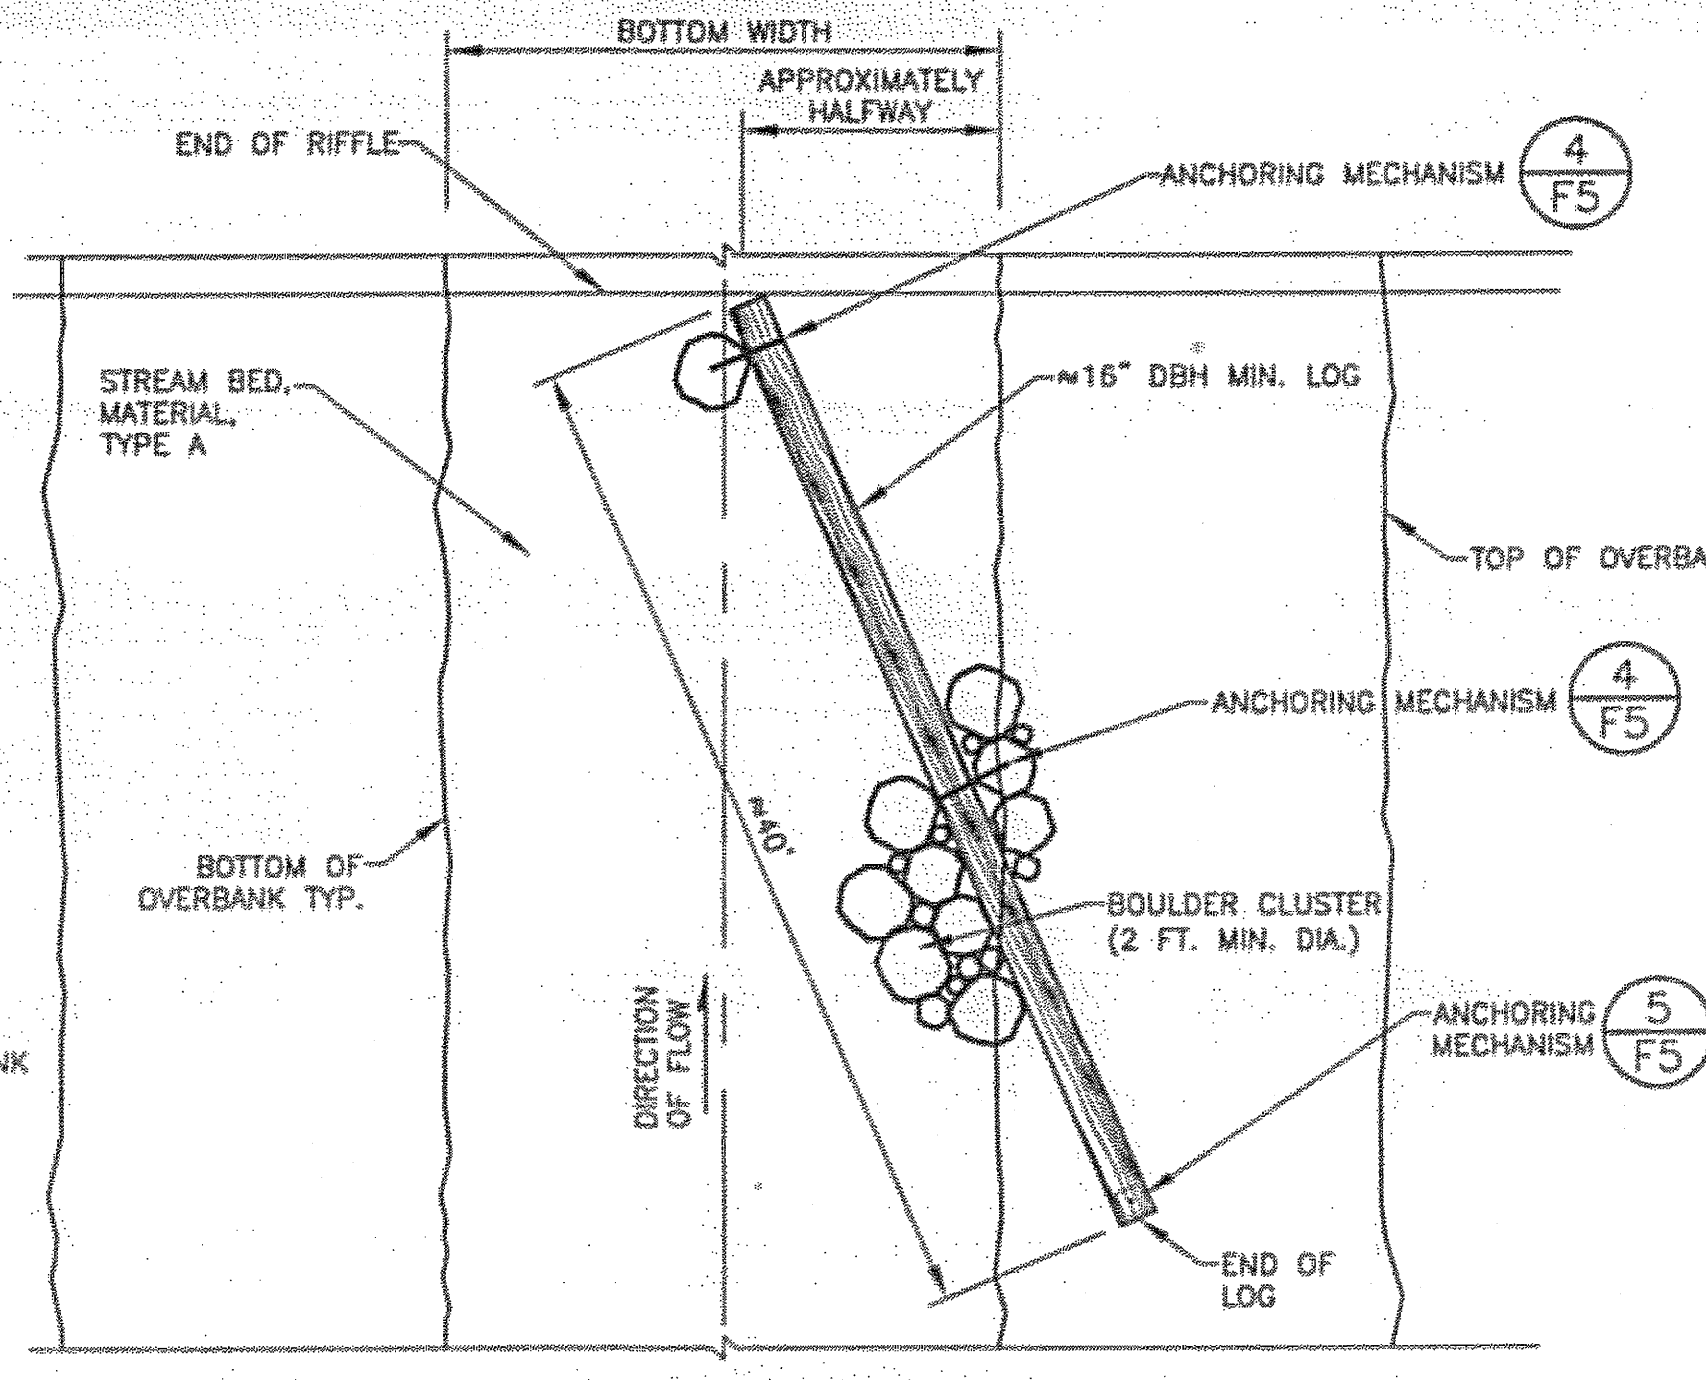 BOTTOM WIDTH
APPROXIMATELY
HALFWAY
END OF RIFFLE
ANCHORING MECHANISM
4
F5
STREAM BED,
MATERIAL,
TYPE A
≈16" DBH MIN. LOG
TOP OF OVERBA
ANCHORING MECHANISM
4
F5
≈40'
BOTTOM OF
OVERBANK TYP.
BOULDER CLUSTER
(2 FT. MIN. DIA.)
DIRECTION
OF FLOW
NK
ANCHORING
MECHANISM
5
F5
END OF
LOG